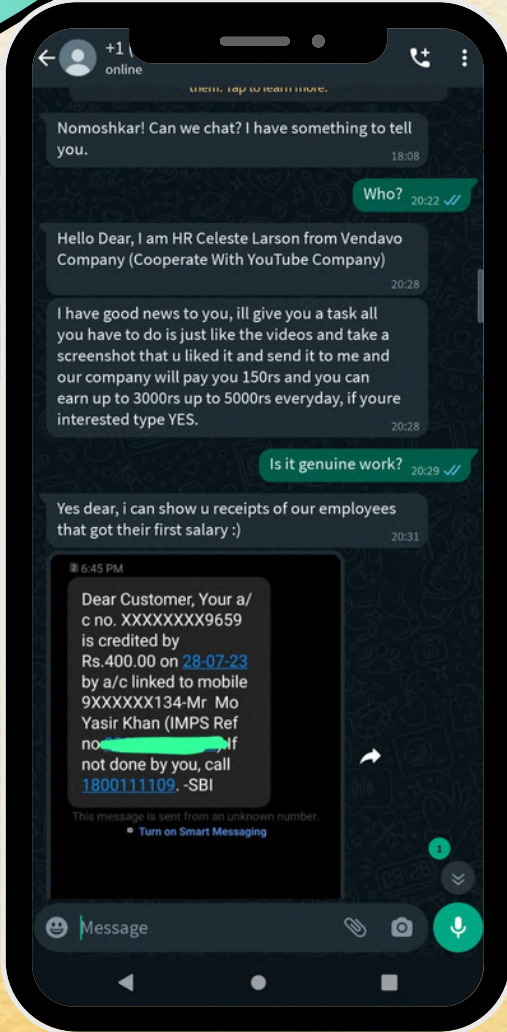 +1 (
online
them. Tap to learn more.
Nomoshkar! Can we chat? I have something to tell
you.
18:08
Who?
20:22
Hello Dear, I am HR Celeste Larson from Vendavo
Company (Cooperate With YouTube Company)
20:28
I have good news to you, ill give you a task all
you have to do is just like the videos and take a
screenshot that u liked it and send it to me and
our company will pay you 150rs and you can
earn up to 3000rs up to 5000rs everyday, if youre
interested type YES.
20:28
Is it genuine work?
20:29
Yes dear, i can show u receipts of our employees
that got their first salary :)
20:31
2 6:45 PM
Dear Customer, Your a/
c no. XXXXXXXX9659
is credited by
Rs.400.00 on 28-07-23
by a/c linked to mobile
9XXXXXX134-Mr Mo
Yasir Khan (IMPS Ref
no If
not done by you, call
1800111109. -SBI
This message is sent from an unknown number.
Turn on Smart Messaging
1
Message